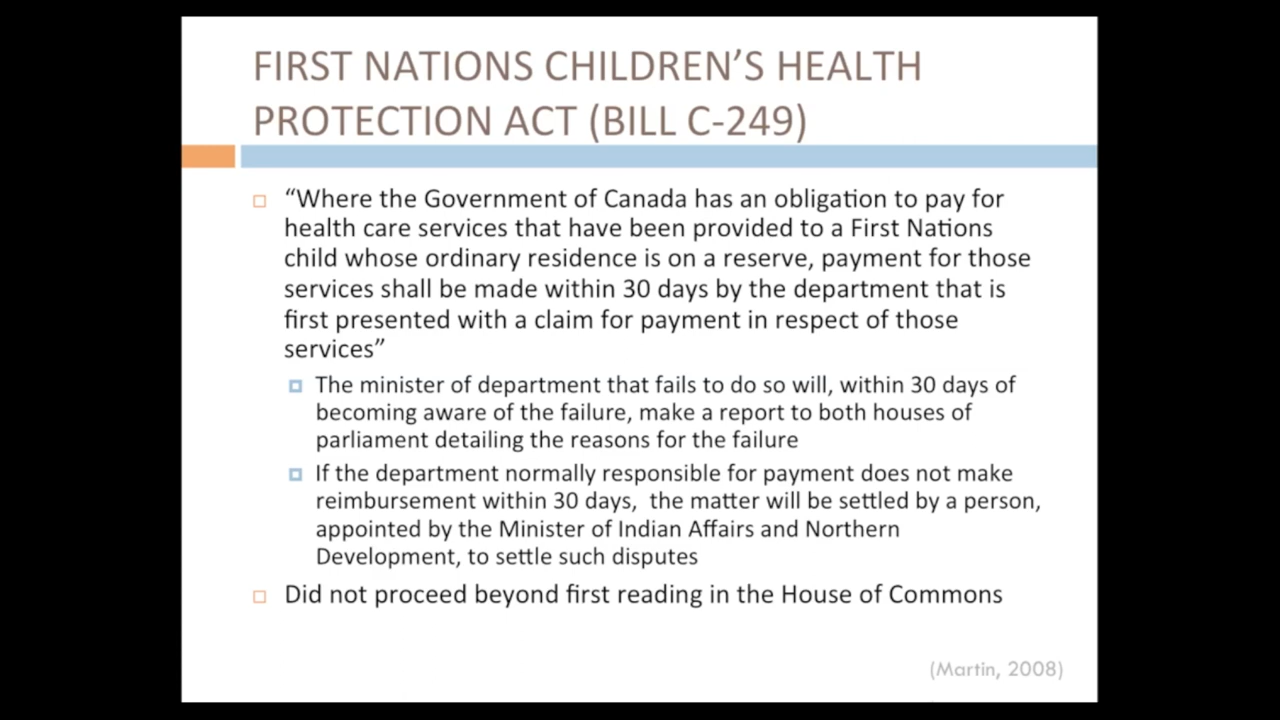 FIRST NATIONS CHILDREN’S HEALTH
PROTECTION ACT (BILL C-249)
“Where the Government of Canada has an obligation to pay for
health care services that have been provided to a First Nations
child whose ordinary residence is on a reserve, payment for those
services shall be made within 30 days by the department that is
first presented with a claim for payment in respect of those
services”
The minister of department that fails to do so will, within 30 days of
becoming aware of the failure, make a report to both houses of
parliament detailing the reasons for the failure
If the department normally responsible for payment does not make
reimbursement within 30 days, the matter will be settled by a person,
appointed by the Minister of Indian Affairs and Northern
Development, to settle such disputes
Did not proceed beyond first reading in the House of Commons
(Martin, 2008)